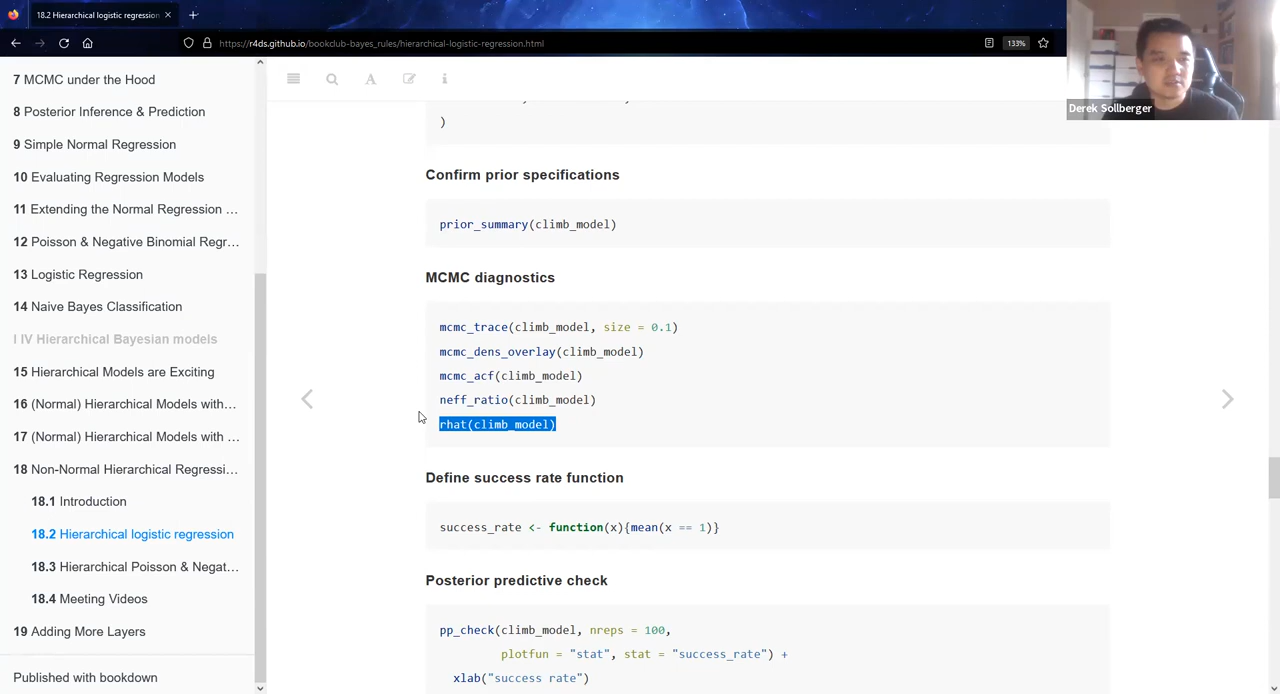 18.2 Hierarchical logistic regression
https://r4ds.github.io/bookclub-bayes_rules/hierarchical-logistic-regression.html
133%
Derek Sollberger
7 MCMC under the Hood
8 Posterior Inference & Prediction
9 Simple Normal Regression
10 Evaluating Regression Models
11 Extending the Normal Regression …
12 Poisson & Negative Binomial Regr…
13 Logistic Regression
14 Naive Bayes Classification
I IV Hierarchical Bayesian models
15 Hierarchical Models are Exciting
16 (Normal) Hierarchical Models with…
17 (Normal) Hierarchical Models with …
18 Non-Normal Hierarchical Regressi…
18.1 Introduction
18.2 Hierarchical logistic regression
18.3 Hierarchical Poisson & Negat…
18.4 Meeting Videos
19 Adding More Layers
Published with bookdown
)
Confirm prior specifications
prior_summary(climb_model)
MCMC diagnostics
mcmc_trace(climb_model, size = 0.1)
mcmc_dens_overlay(climb_model)
mcmc_acf(climb_model)
neff_ratio(climb_model)
rhat(climb_model)
Define success rate function
success_rate <- function(x){mean(x == 1)}
Posterior predictive check
pp_check(climb_model, nreps = 100,
plotfun = "stat", stat = "success_rate") +
xlab("success rate")